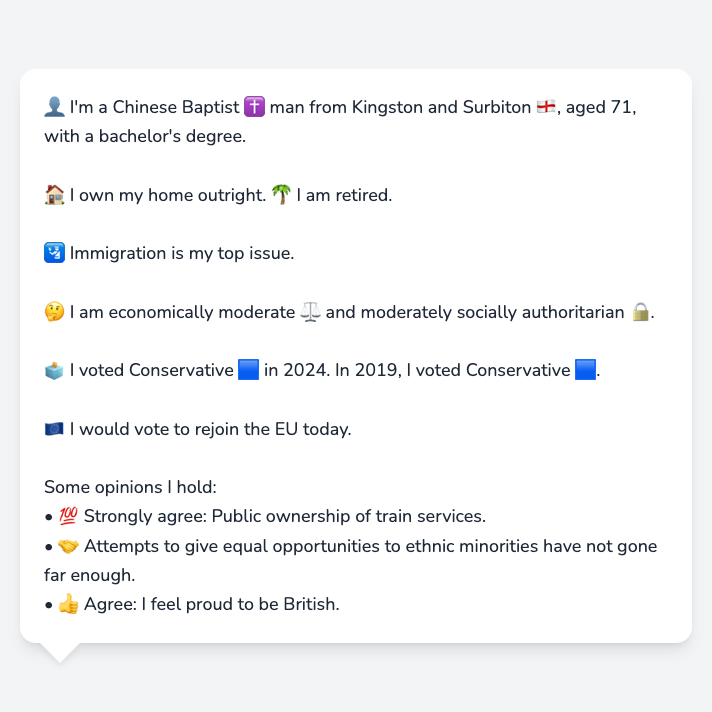 👤 I'm a Chinese Baptist ✝️ man from Kingston and Surbiton 🏴󠁧󠁢󠁥󠁮󠁧󠁿, aged 71,
with a bachelor's degree.
🏠 I own my home outright. 🌴 I am retired.
🛂 Immigration is my top issue.
🤔 I am economically moderate ⚖️ and moderately socially authoritarian 🔒.
🗳️ I voted Conservative 🟦 in 2024. In 2019, I voted Conservative 🟦.
🇪🇺 I would vote to rejoin the EU today.
Some opinions I hold:
• 💯 Strongly agree: Public ownership of train services.
• 🤝 Attempts to give equal opportunities to ethnic minorities have not gone
far enough.
• 👍 Agree: I feel proud to be British.